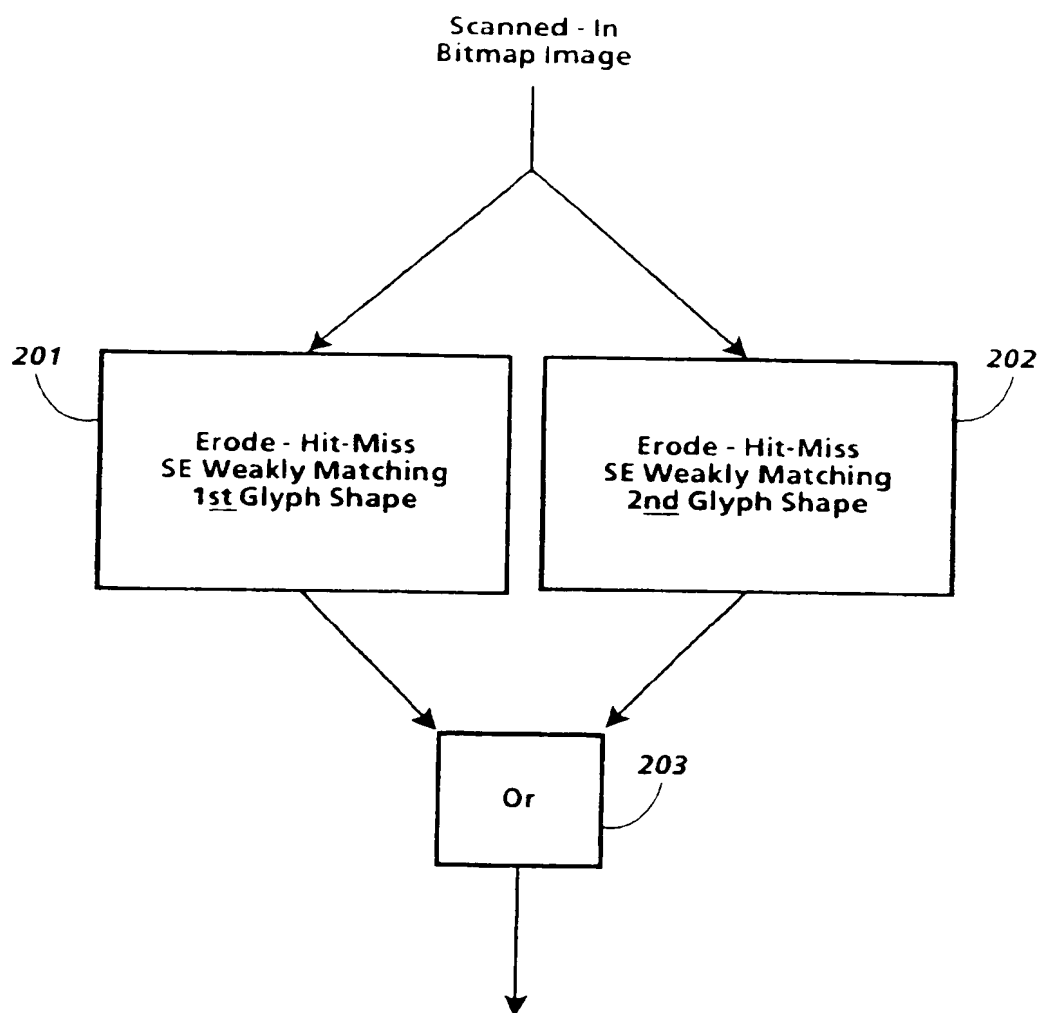 Scanned - In
Bitmap Image
201
202
Erode - Hit-Miss
SE Weakly Matching
1st Glyph Shape
Erode - Hit-Miss
SE Weakly Matching
2nd Glyph Shape
Or
203